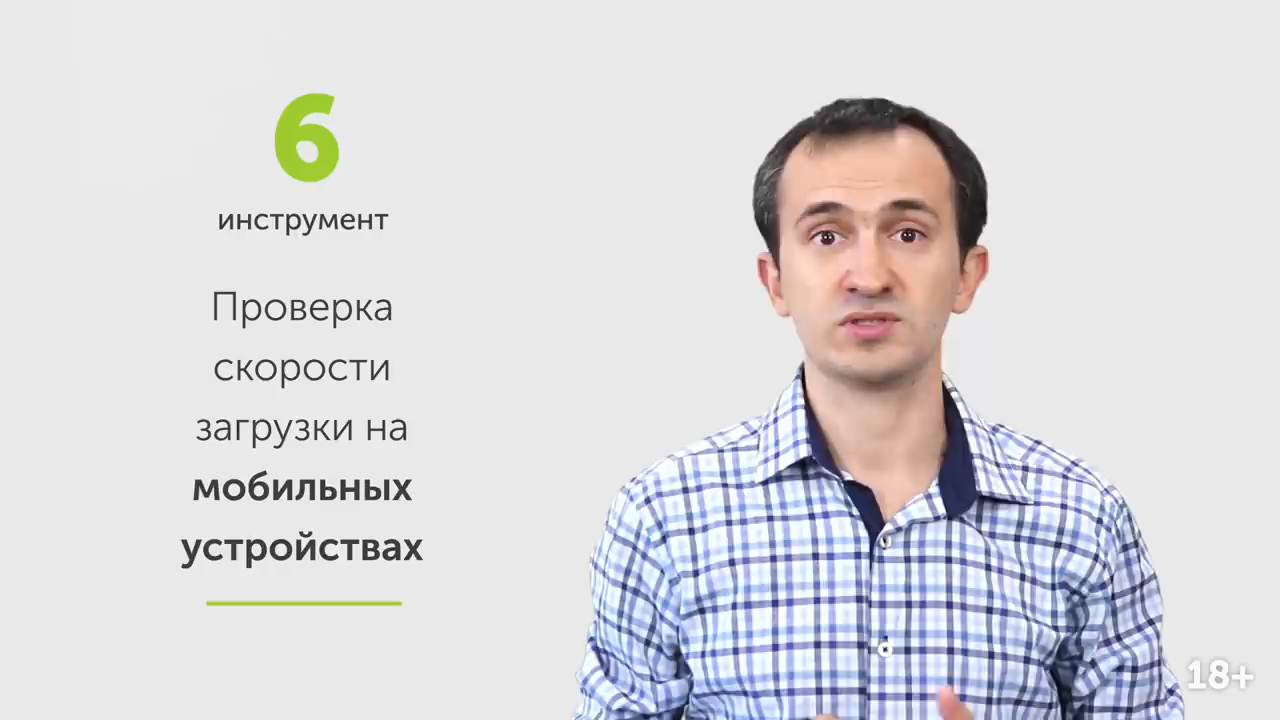 6
инструмент
Проверка
скорости
загрузки на
мобильных
устройствах
18+